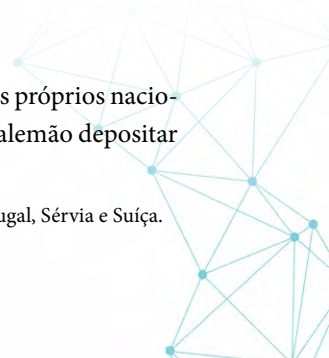 s próprios nacio-
alemão depositar
ugal, Sérvia e Suíça.